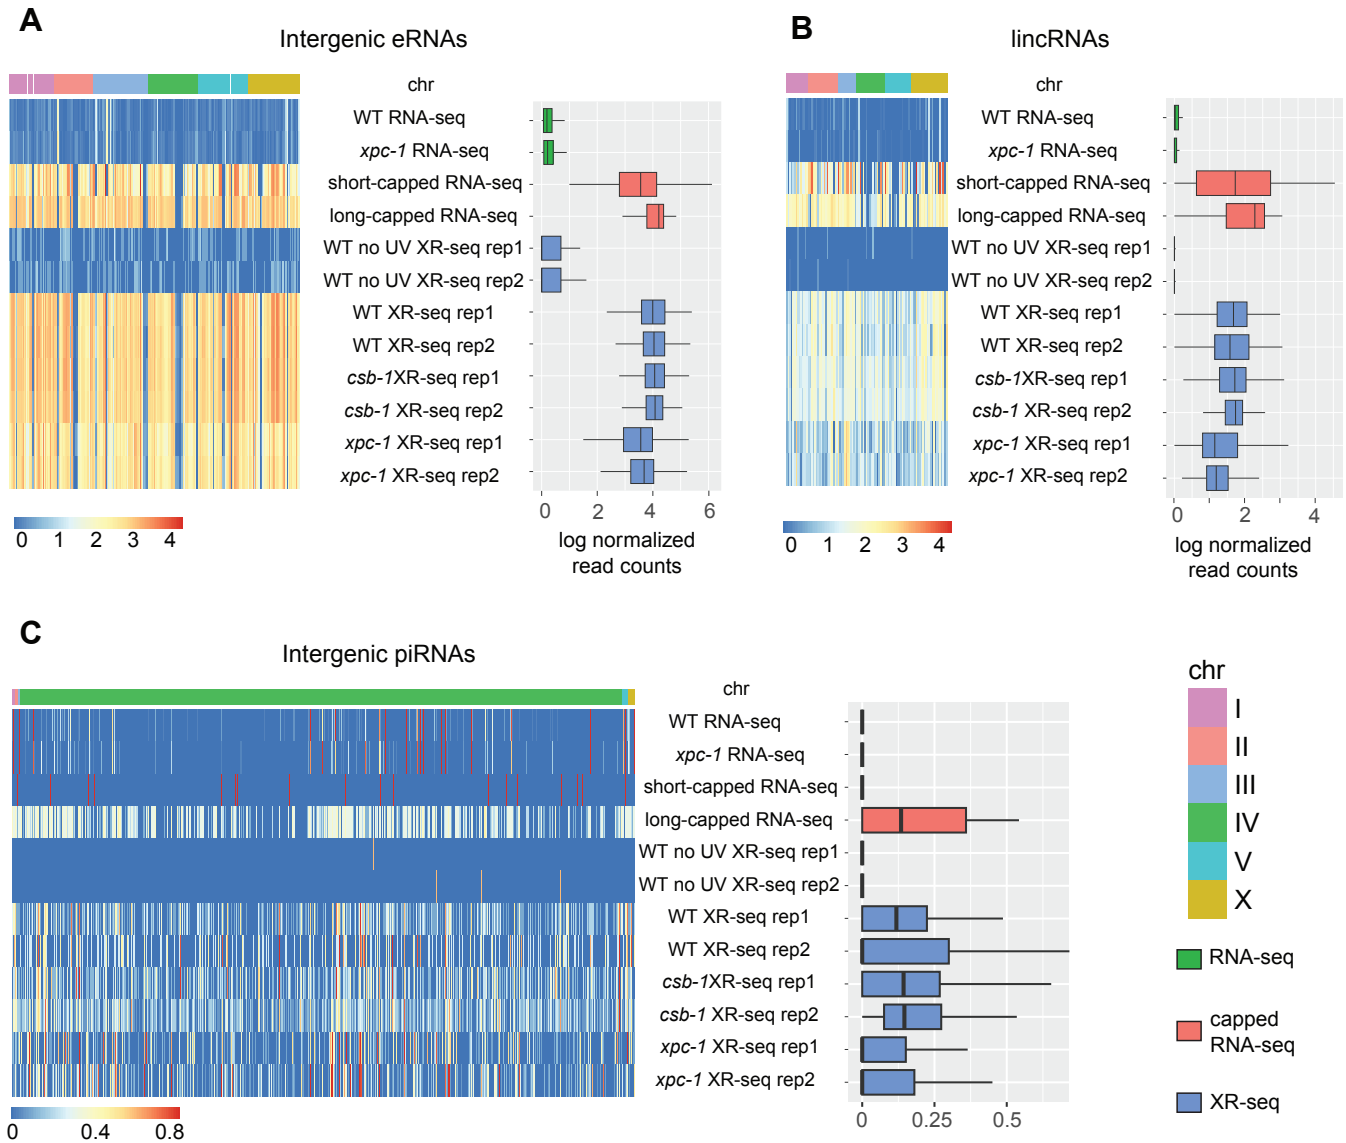 A
Intergenic eRNAs
chr
WT RNA-seq
xpc-1 RNA-seq
short-capped RNA-seq
long-capped RNA-seq
WT no UV XR-seq rep1
WT no UV XR-seq rep2
WT XR-seq rep1
WT XR-seq rep2
csb-1XR-seq rep1
csb-1 XR-seq rep2
xpc-1 XR-seq rep1
xpc-1 XR-seq rep2
0 1 2 3 4
0 2 4 6
log normalized
read counts
B
lincRNAs
chr
WT RNA-seq
xpc-1 RNA-seq
short-capped RNA-seq
long-capped RNA-seq
WT no UV XR-seq rep1
WT no UV XR-seq rep2
WT XR-seq rep1
WT XR-seq rep2
csb-1XR-seq rep1
csb-1 XR-seq rep2
xpc-1 XR-seq rep1
xpc-1 XR-seq rep2
0 1 2 3 4
0 2 4
log normalized
read counts
C
Intergenic piRNAs
chr
WT RNA-seq
xpc-1 RNA-seq
short-capped RNA-seq
long-capped RNA-seq
WT no UV XR-seq rep1
WT no UV XR-seq rep2
WT XR-seq rep1
WT XR-seq rep2
csb-1XR-seq rep1
csb-1 XR-seq rep2
xpc-1 XR-seq rep1
xpc-1 XR-seq rep2
0 0.4 0.8
0 0.25 0.5
chr
I
II
III
IV
V
X
RNA-seq
capped
RNA-seq
XR-seq